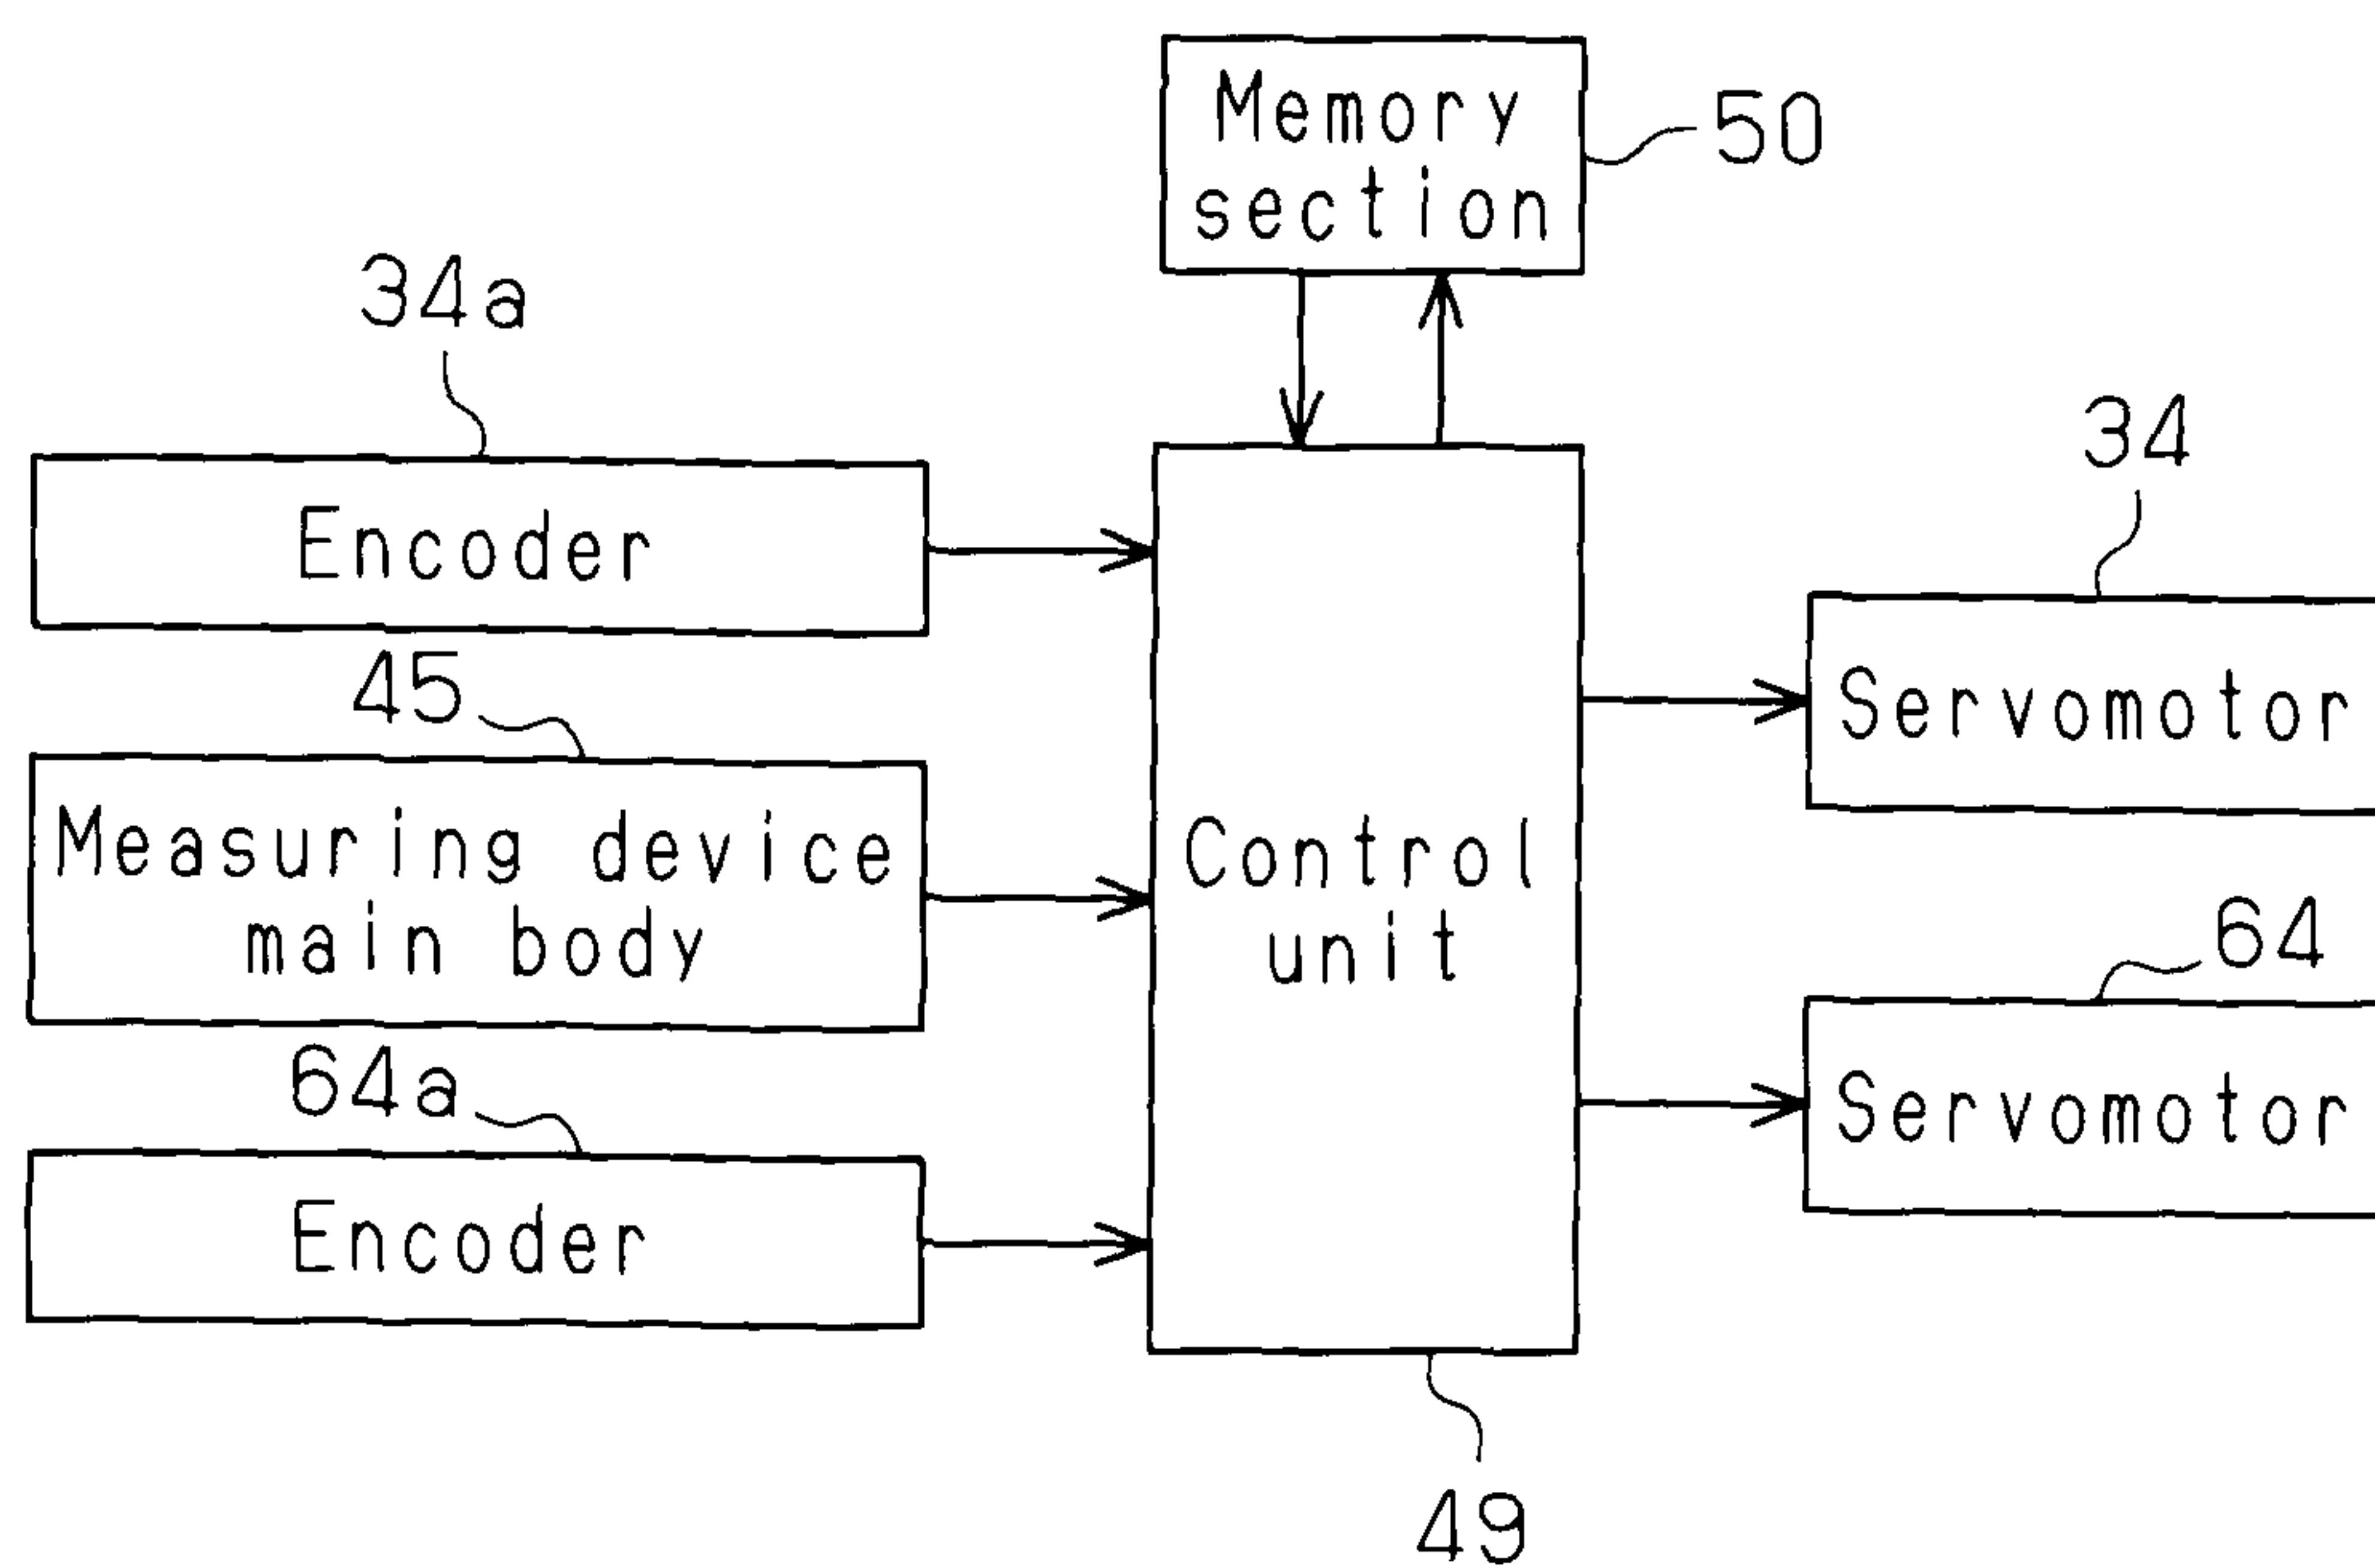 Memory
section
50
34a
Encoder
34
Servomotor
45
Measuring device
main body
Control
unit
64
Servomotor
64a
Encoder
49